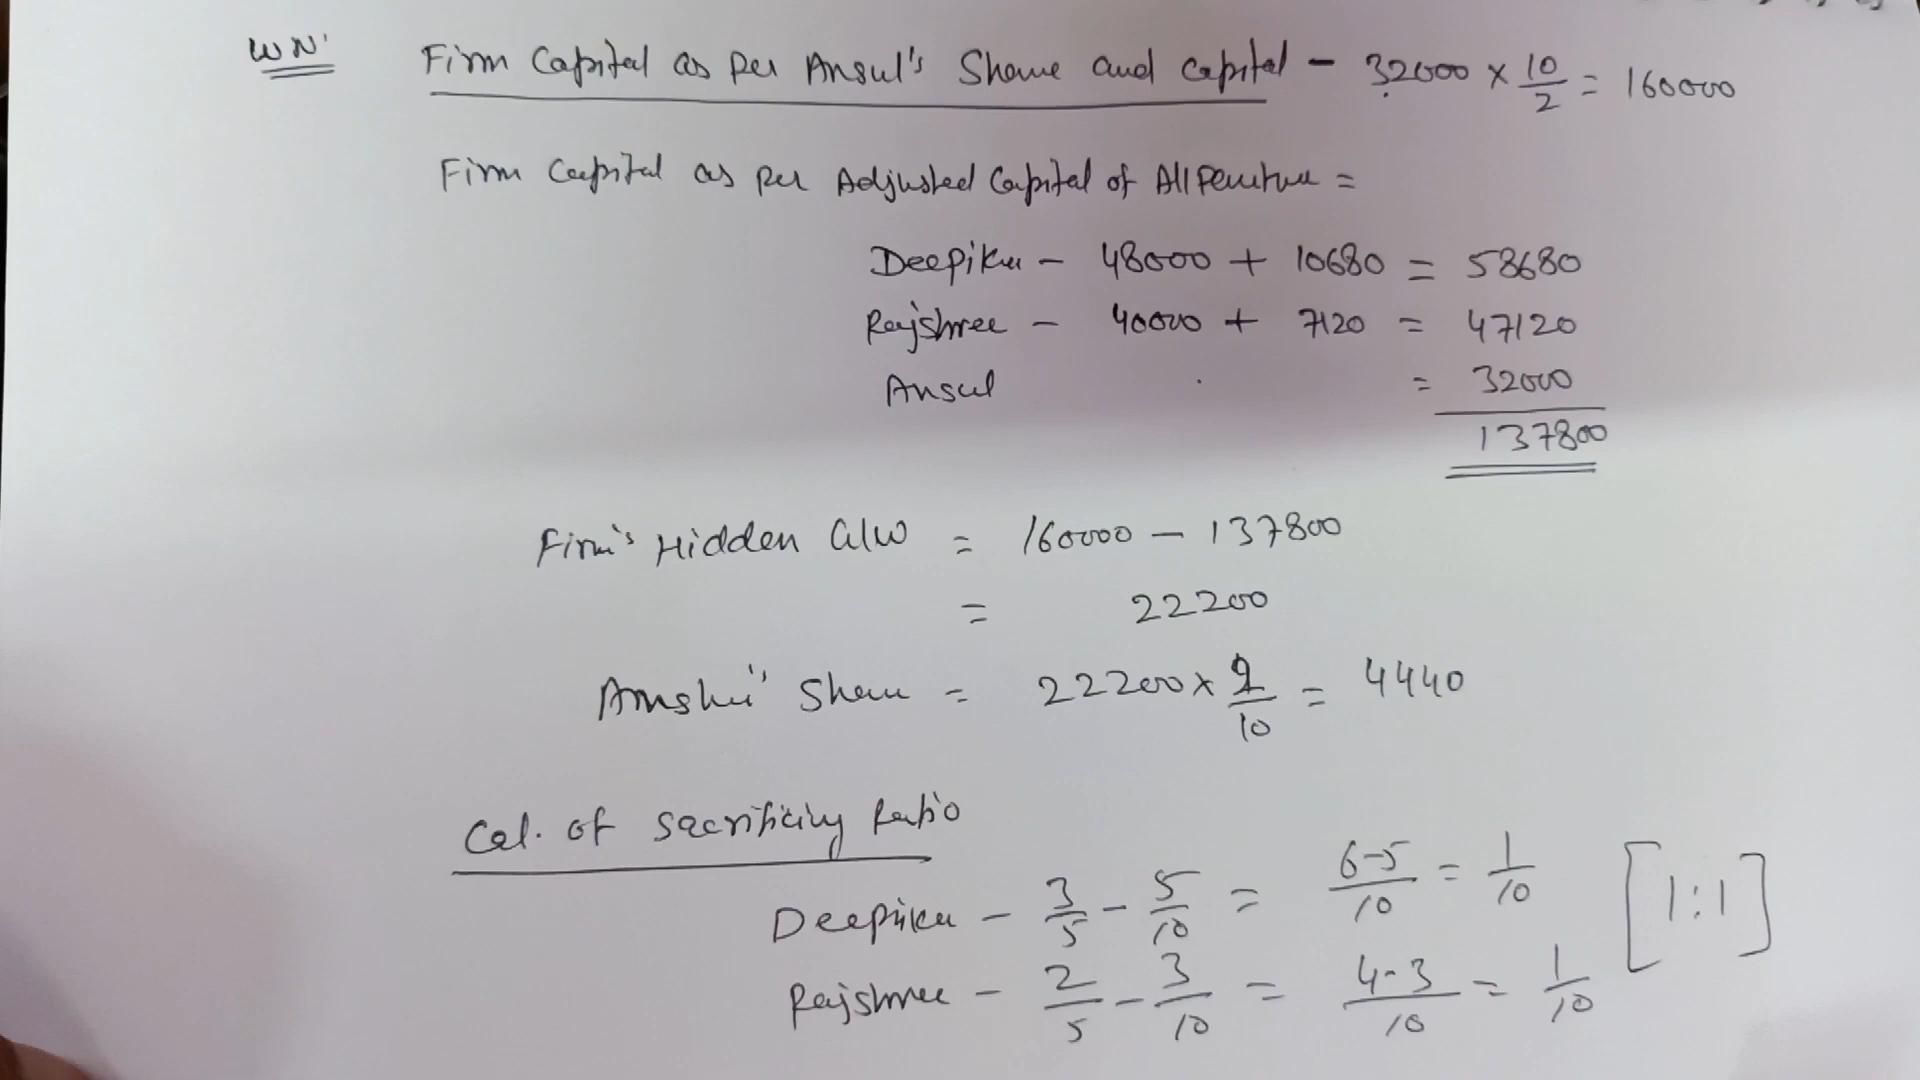 WN'
Firm Capital as per Ansul's Share and capital - 32000 × 10/2 = 160000
Firm Capital as per Adjusted Capital of All =
Deepika - 48000 + 10680 = 58680
Rajshree - 40000 + 7120 = 47120
Ansul = 32000
137800
Firm's Hidden G/W = 160000 - 137800
= 22200
Share = 22200 × 2/10 = 4440
Cal. of Sacrificing Ratio
Deepika - 3/5 - 5/10 = 6-5/10 = 1/10 [1:1]
Rajshree - 2/5 - 3/10 = 4-3/10 = 1/10